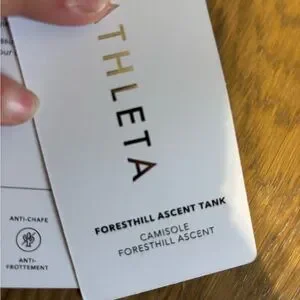 THLETA
FORESTHILL ASCENT TANK
CAMISOLE
FORESTHILL ASCENT
ANTI-CHAFE
ANTI-
FROTTEMENT